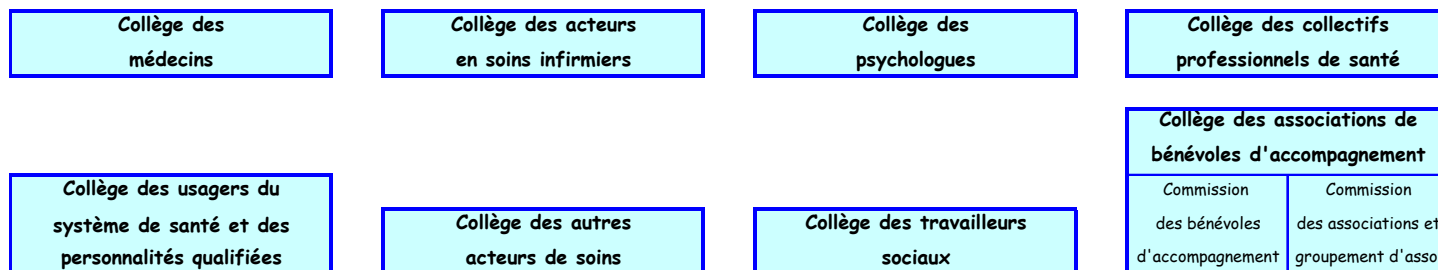 Collège des
médecins
Collège des acteurs
en soins infirmiers
Collège des
psychologues
Collège des collectifs
professionnels de santé
Collège des usagers du
système de santé et des
personnalités qualifiées
Collège des autres
acteurs de soins
Collège des travailleurs
sociaux
Collège des associations de
bénévoles d'accompagnement
Commission
des bénévoles
d'accompagnement
Commission
des associations et
groupement d'asso